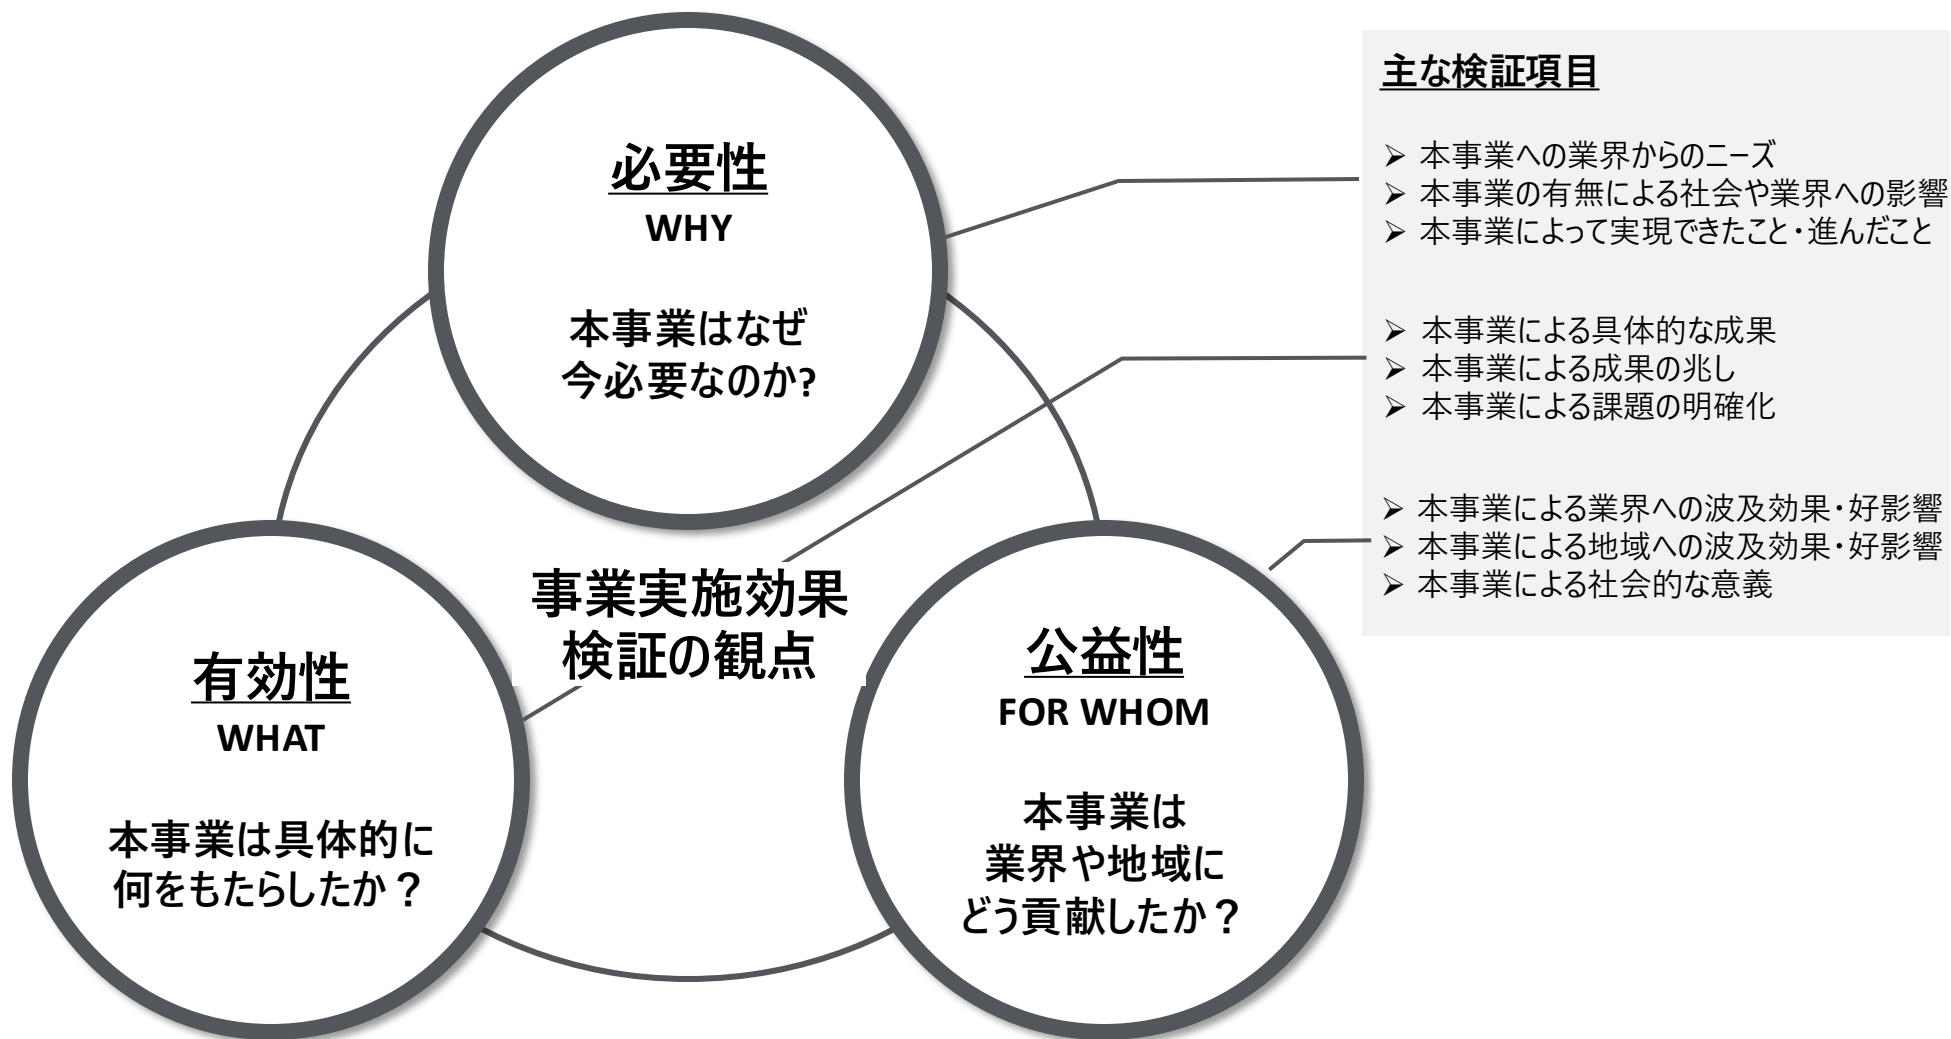 必要性
WHY
本事業はなぜ
今必要なのか?
事業実施効果
検証の観点
有効性
WHAT
本事業は具体的に
何をもたらしたか？
公益性
FOR WHOM
本事業は
業界や地域に
どう貢献したか？
主な検証項目
➢ 本事業への業界からのニーズ
➢ 本事業の有無による社会や業界への影響
➢ 本事業によって実現できたこと・進んだこと
➢ 本事業による具体的な成果
➢ 本事業による成果の兆し
➢ 本事業による課題の明確化
➢ 本事業による業界への波及効果・好影響
➢ 本事業による地域への波及効果・好影響
➢ 本事業による社会的な意義